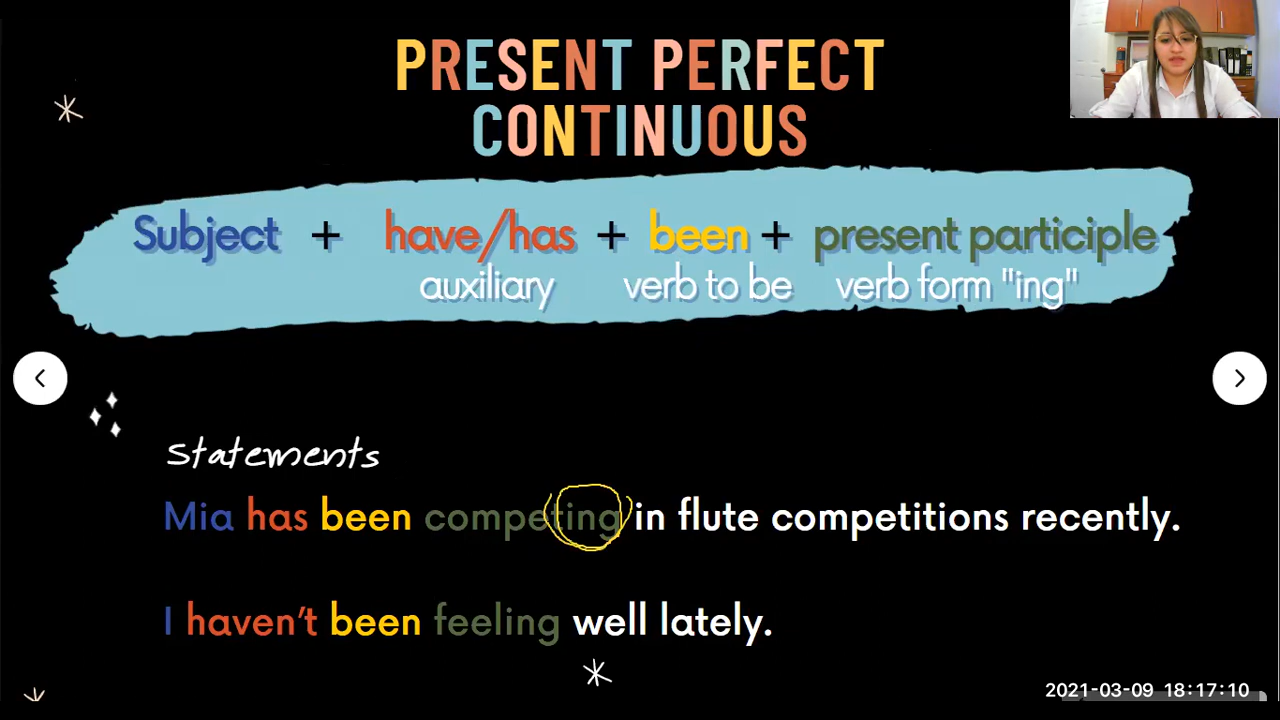 PRESENT PERFECT
CONTINUOUS
Subject + have/has + been + present participle
auxiliary verb to be verb form "ing"
Statements
Mia has been competing in flute competitions recently.
I haven't been feeling well lately.
2021-03-09 18:17:10